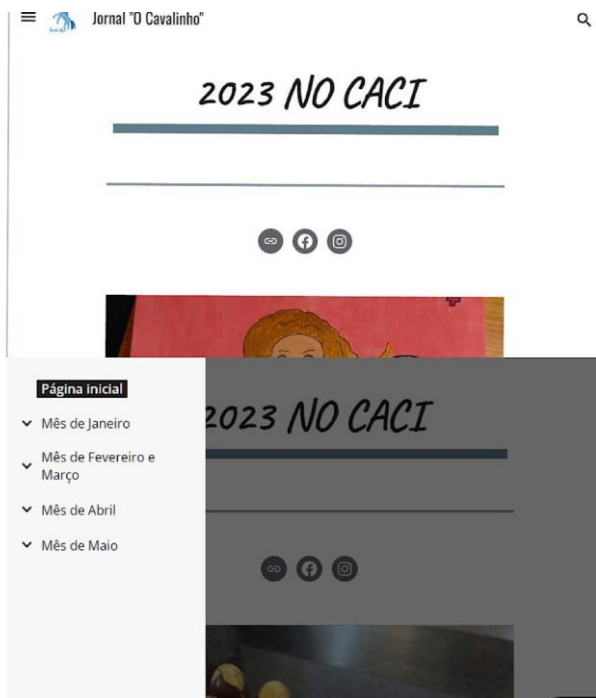 Jornal "O Cavalinho"
2023 NO CACI
Página inicial
Mês de Janeiro
Mês de Fevereiro e
Março
Mês de Abril
Mês de Maio
2023 NO CACI